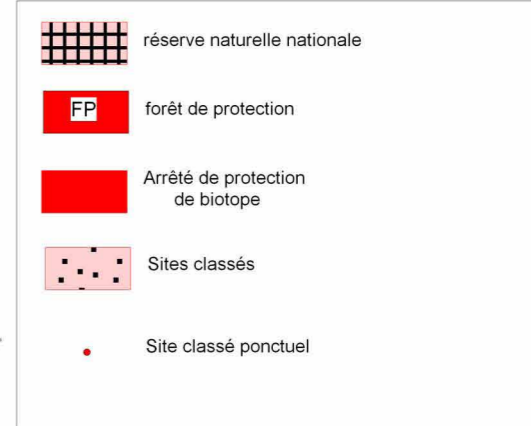 réserve naturelle nationale
FP
forêt de protection
Arrêté de protection
de biotope
Sites classés
Site classé ponctuel